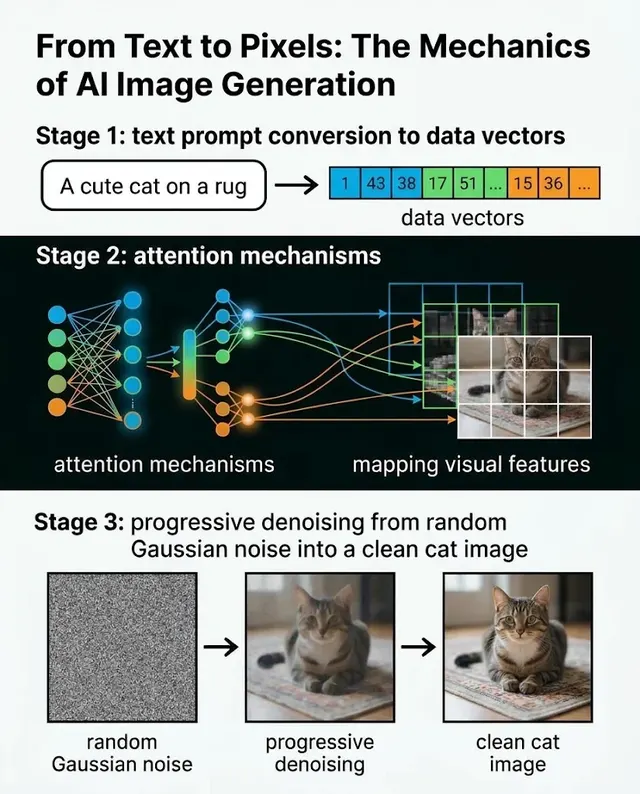 From Text to Pixels: The Mechanics
of AI Image Generation
Stage 1: text prompt conversion to data vectors
A cute cat on a rug
1 43 38 17 51 ... 15 36 ...
data vectors
Stage 2: attention mechanisms
attention mechanisms
mapping visual features
Stage 3: progressive denoising from random
Gaussian noise into a clean cat image
random
Gaussian noise
progressive
denoising
clean cat
image